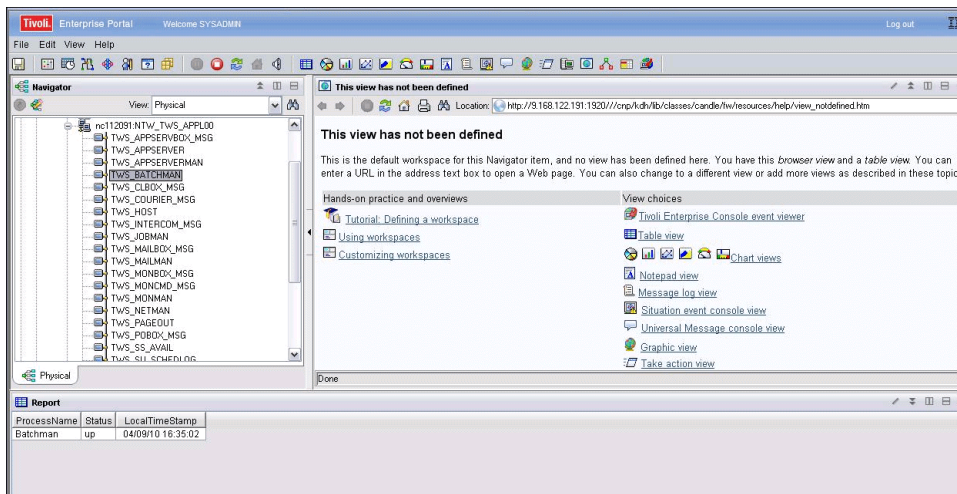 Tivoli. Enterprise Portal Welcome SYSADMIN Log out
File Edit View Help
Navigator
View: Physical
nc112091:NTW_TWS_APPL00
TWS_APPSERVBOX_MSG
TWS_APPSERVER
TWS_APPSERVERMAN
TWS_BATCHMAN
TWS_CLBOX_MSG
TWS_COURIER_MSG
TWS_HOST
TWS_INTERCOM_MSG
TWS_JOBMAN
TWS_MAILBOX_MSG
TWS_MAILMAN
TWS_MONBOX_MSG
TWS_MONCMD_MSG
TWS_MONMAN
TWS_NETMAN
TWS_PAGEOUT
TWS_POBOX_MSG
TWS_SS_AVAIL
TWS_SU_SCHEDLOG
Physical
This view has not been defined
Location: http://9.168.122.191:1920///cnp/kdh/lib/classes/candle/fw/resources/help/view_notdefined.htm
This view has not been defined
This is the default workspace for this Navigator item, and no view has been defined here. You have this browser view and a table view. You can
enter a URL in the address text box to open a Web page. You can also change to a different view or add more views as described in these topic
Hands-on practice and overviews
Tutorial: Defining a workspace
Using workspaces
Customizing workspaces
View choices
Tivoli Enterprise Console event viewer
Table view
Chart views
Notepad view
Message log view
Situation event console view
Universal Message console view
Graphic view
Take action view
Done
Report
ProcessName Status LocalTimeStamp
Batchman up 04/09/10 16:35:02